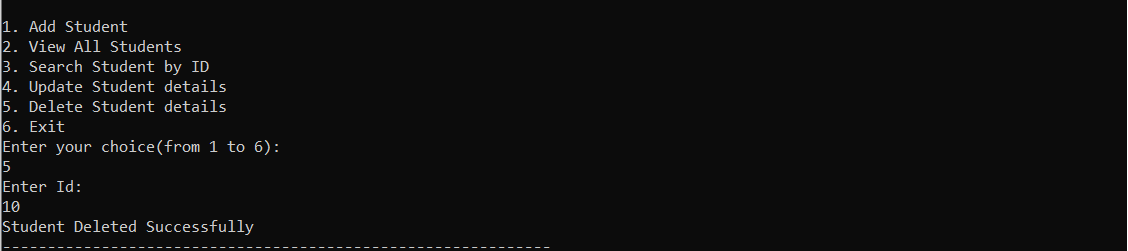 1. Add Student
2. View All Students
3. Search Student by ID
4. Update Student details
5. Delete Student details
6. Exit
Enter your choice(from 1 to 6):
5
Enter Id:
10
Student Deleted Successfully
-------------------------------------------------------------